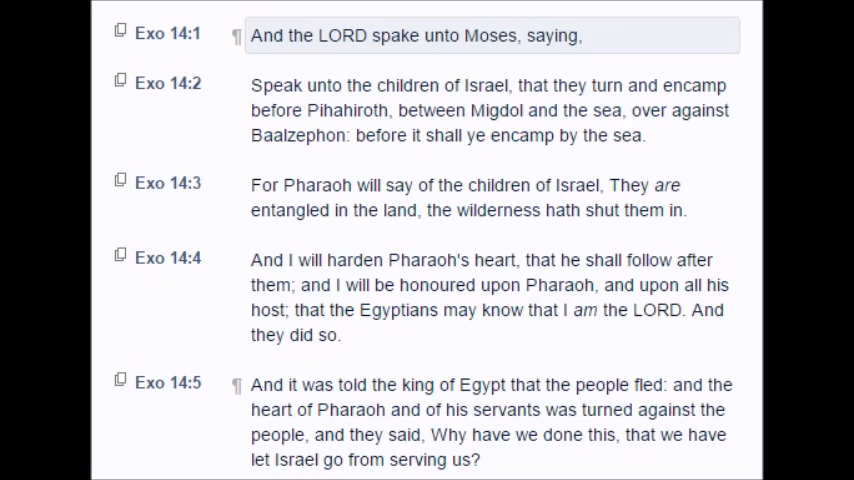 Exo 14:1 ¶ And the LORD spake unto Moses, saying,
Exo 14:2 Speak unto the children of Israel, that they turn and encamp
before Pihahiroth, between Migdol and the sea, over against
Baalzephon: before it shall ye encamp by the sea.
Exo 14:3 For Pharaoh will say of the children of Israel, They are
entangled in the land, the wilderness hath shut them in.
Exo 14:4 And I will harden Pharaoh's heart, that he shall follow after
them; and I will be honoured upon Pharaoh, and upon all his
host; that the Egyptians may know that I am the LORD. And
they did so.
Exo 14:5 ¶ And it was told the king of Egypt that the people fled: and the
heart of Pharaoh and of his servants was turned against the
people, and they said, Why have we done this, that we have
let Israel go from serving us?